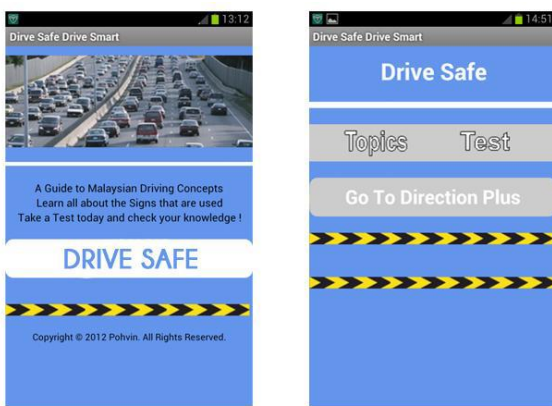 13:12
Dirve Safe Drive Smart
A Guide to Malaysian Driving Concepts
Learn all about the Signs that are used
Take a Test today and check your knowledge !
DRIVE SAFE
Copyright © 2012 Pohvin. All Rights Reserved.
14:51
Dirve Safe Drive Smart
Drive Safe
Topics Test
Go To Direction Plus